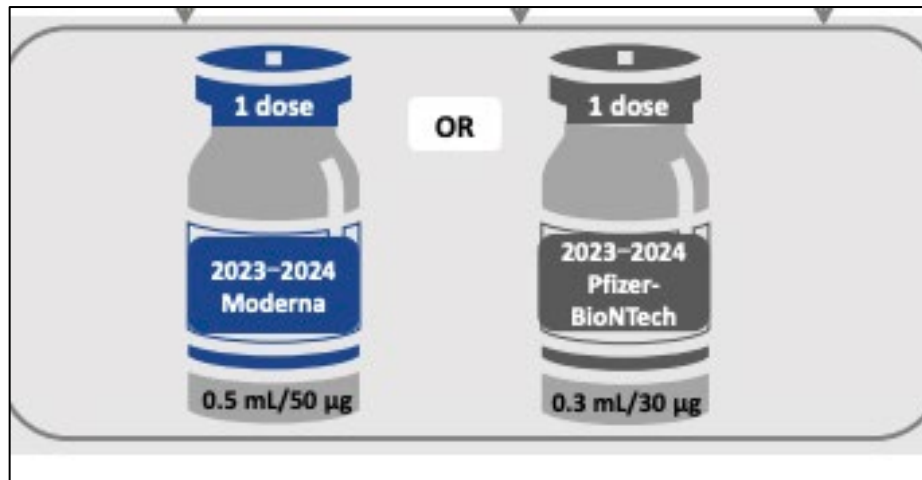 1 dose
OR
1 dose
2023–2024
Moderna
2023–2024
Pfizer-
BioNTech
0.5 mL/50 µg
0.3 mL/30 µg